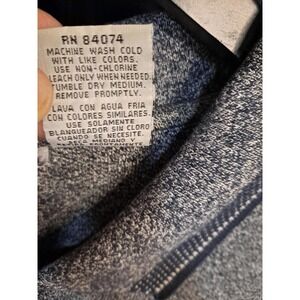 RN 84074
MACHINE WASH COLD
WITH LIKE COLORS.
USE NON-CHLORINE
BLEACH ONLY WHEN NEEDED.
TUMBLE DRY MEDIUM.
REMOVE PROMPTLY.
LAVA CON AGUA FRIA
CON COLORES SIMILARES.
USE SOLAMENTE
BLANQUEADOR SIN CLORO
CUANDO SE NECESITE.
MEDIANO Y